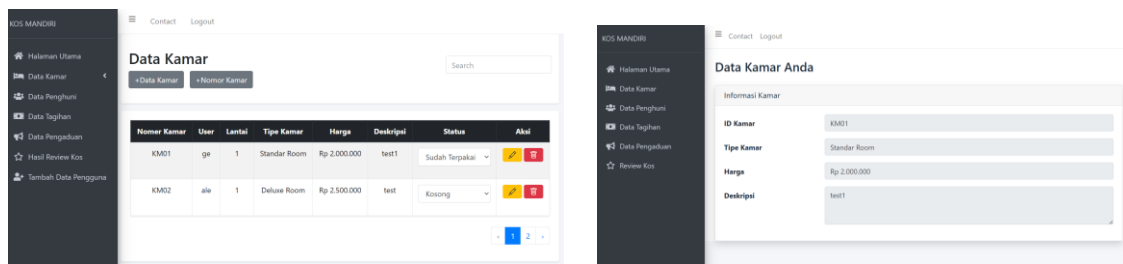 KOS MANDIRI
Contact Logout
Halaman Utama
Data Kamar
Data Penghuni
Data Tagihan
Data Pengaduan
Hasil Review Kos
Tambah Data Pengguna
Data Kamar
+Data Kamar +Nomor Kamar
Search
Nomer Kamar User Lantai Tipe Kamar Harga Deskripsi Status Aksi
KM01 ge 1 Standar Room Rp 2.000.000 test1 Sudah Terpakai
KM02 ale 1 Deluxe Room Rp 2.500.000 test Kosong
‹ 1 2 ›
KOS MANDIRI
Contact Logout
Halaman Utama
Data Kamar
Data Penghuni
Data Tagihan
Data Pengaduan
Review Kos
Data Kamar Anda
Informasi Kamar
ID Kamar KM01
Tipe Kamar Standar Room
Harga Rp 2.000.000
Deskripsi test1